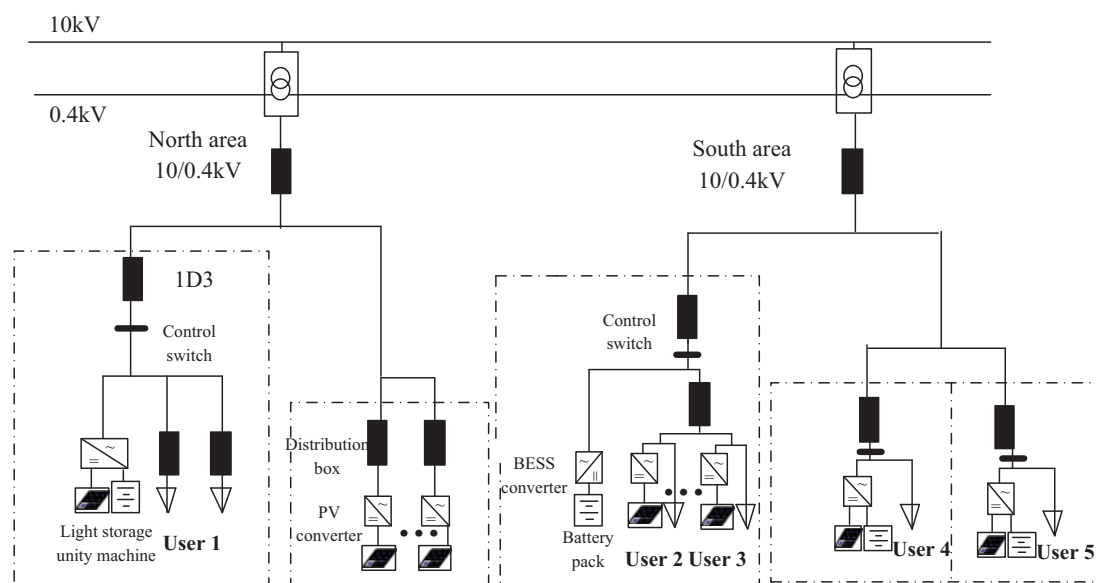 10kV
0.4kV
North area
10/0.4kV
South area
10/0.4kV
1D3
Control
switch
Control
switch
Distribution
box
PV
converter
BESS
converter
Battery
pack
Light storage
unity machine
User 1
User 2 User 3
User 4
User 5